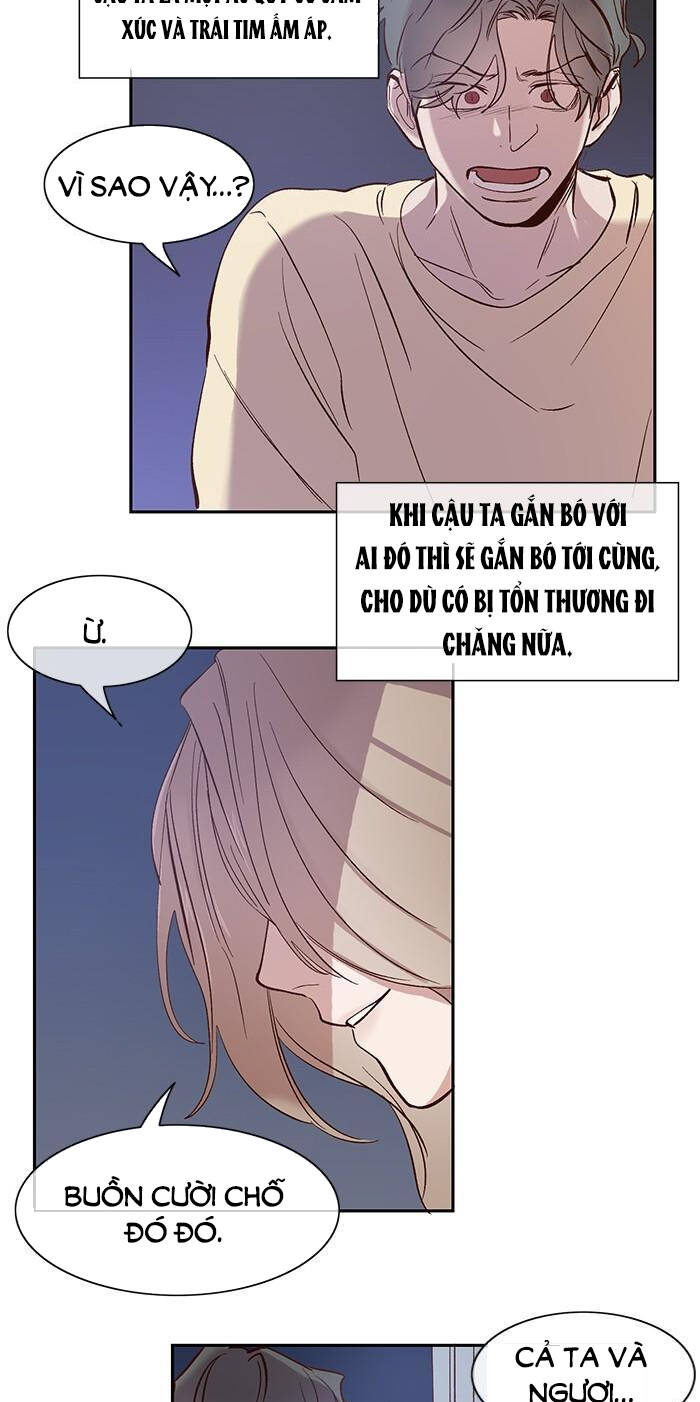 XÚC VÀ TRÁI TIM ẤM ÁP.
VÌ SAO VẬY...?
KHI CẬU TA GẮN BÓ VỚI
AI ĐÓ THÌ SẼ GẮN BÓ TỚI CÙNG,
CHO DÙ CÓ BỊ TỔN THƯƠNG ĐI
CHĂNG NỮA.
Ừ.
BUỒN CƯỜI CHỖ
ĐÓ ĐÓ.
CẢ TA VÀ
NGƯƠI...